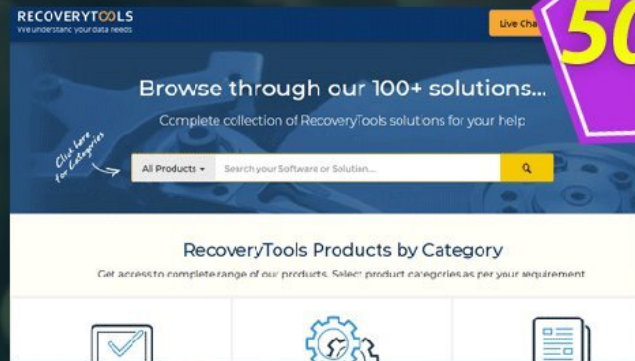 RECOVERYTOOLS
We understand your data needs
Live Cha
50
Browse through our 100+ solutions...
Complete collection of RecoveryTools solutions for your help
Click here
for Categories
All Products
Search your Software or Solution...
RecoveryTools Products by Category
Get access to complete range of our products. Select product categories as per your requirement